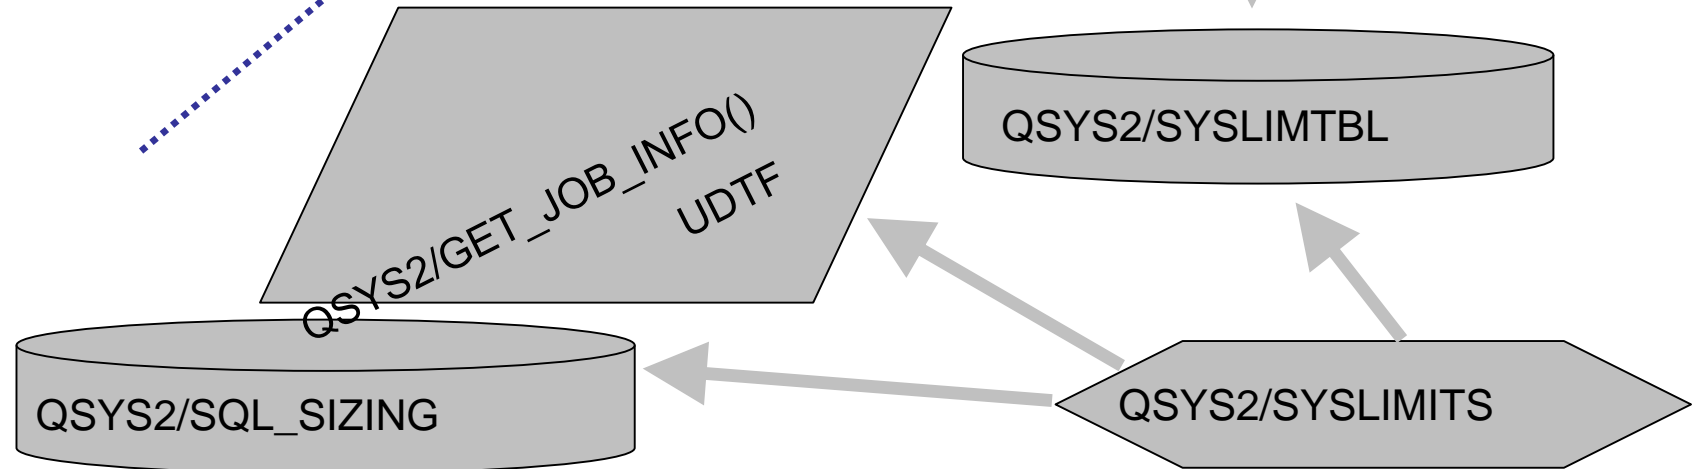 QSYS2/GET_JOB_INFO()
UDTF
QSYS2/SYSLIMTBL
QSYS2/SQL_SIZING
QSYS2/SYSLIMITS